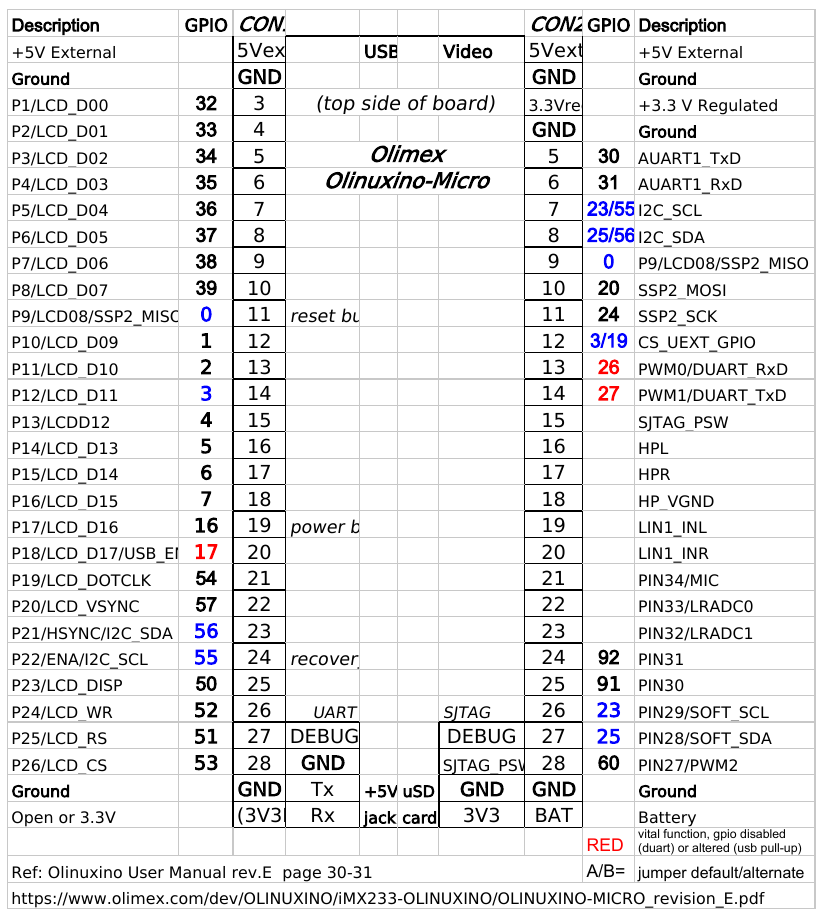 Description GPIO CON. CON2 GPIO Description
+5V External 5Vex USB Video 5Vext +5V External
Ground GND GND Ground
P1/LCD_D00 32 3 (top side of board) 3.3Vre +3.3 V Regulated
P2/LCD_D01 33 4 GND Ground
P3/LCD_D02 34 5 Olimex 5 30 AUART1_TxD
P4/LCD_D03 35 6 Olinuxino-Micro 6 31 AUART1_RxD
P5/LCD_D04 36 7 7 23/55 I2C_SCL
P6/LCD_D05 37 8 8 25/56 I2C_SDA
P7/LCD_D06 38 9 9 0 P9/LCD08/SSP2_MISO
P8/LCD_D07 39 10 10 20 SSP2_MOSI
P9/LCD08/SSP2_MISO 0 11 reset bu 11 24 SSP2_SCK
P10/LCD_D09 1 12 12 3/19 CS_UEXT_GPIO
P11/LCD_D10 2 13 13 26 PWM0/DUART_RxD
P12/LCD_D11 3 14 14 27 PWM1/DUART_TxD
P13/LCDD12 4 15 15 SJTAG_PSW
P14/LCD_D13 5 16 16 HPL
P15/LCD_D14 6 17 17 HPR
P16/LCD_D15 7 18 18 HP_VGND
P17/LCD_D16 16 19 power b 19 LIN1_INL
P18/LCD_D17/USB_EN 17 20 20 LIN1_INR
P19/LCD_DOTCLK 54 21 21 PIN34/MIC
P20/LCD_VSYNC 57 22 22 PIN33/LRADC0
P21/HSYNC/I2C_SDA 56 23 23 PIN32/LRADC1
P22/ENA/I2C_SCL 55 24 recover 24 92 PIN31
P23/LCD_DISP 50 25 25 91 PIN30
P24/LCD_WR 52 26 UART SJTAG 26 23 PIN29/SOFT_SCL
P25/LCD_RS 51 27 DEBUG DEBUG 27 25 PIN28/SOFT_SDA
P26/LCD_CS 53 28 GND SJTAG_PSW 28 60 PIN27/PWM2
Ground GND Tx +5V uSD GND GND Ground
Open or 3.3V (3V3 Rx jack card 3V3 BAT Battery
RED vital function, gpio disabled
(duart) or altered (usb pull-up)
Ref: Olinuxino User Manual rev.E page 30-31 A/B= jumper default/alternate
https://www.olimex.com/dev/OLINUXINO/iMX233-OLINUXINO/OLINUXINO-MICRO_revision_E.pdf